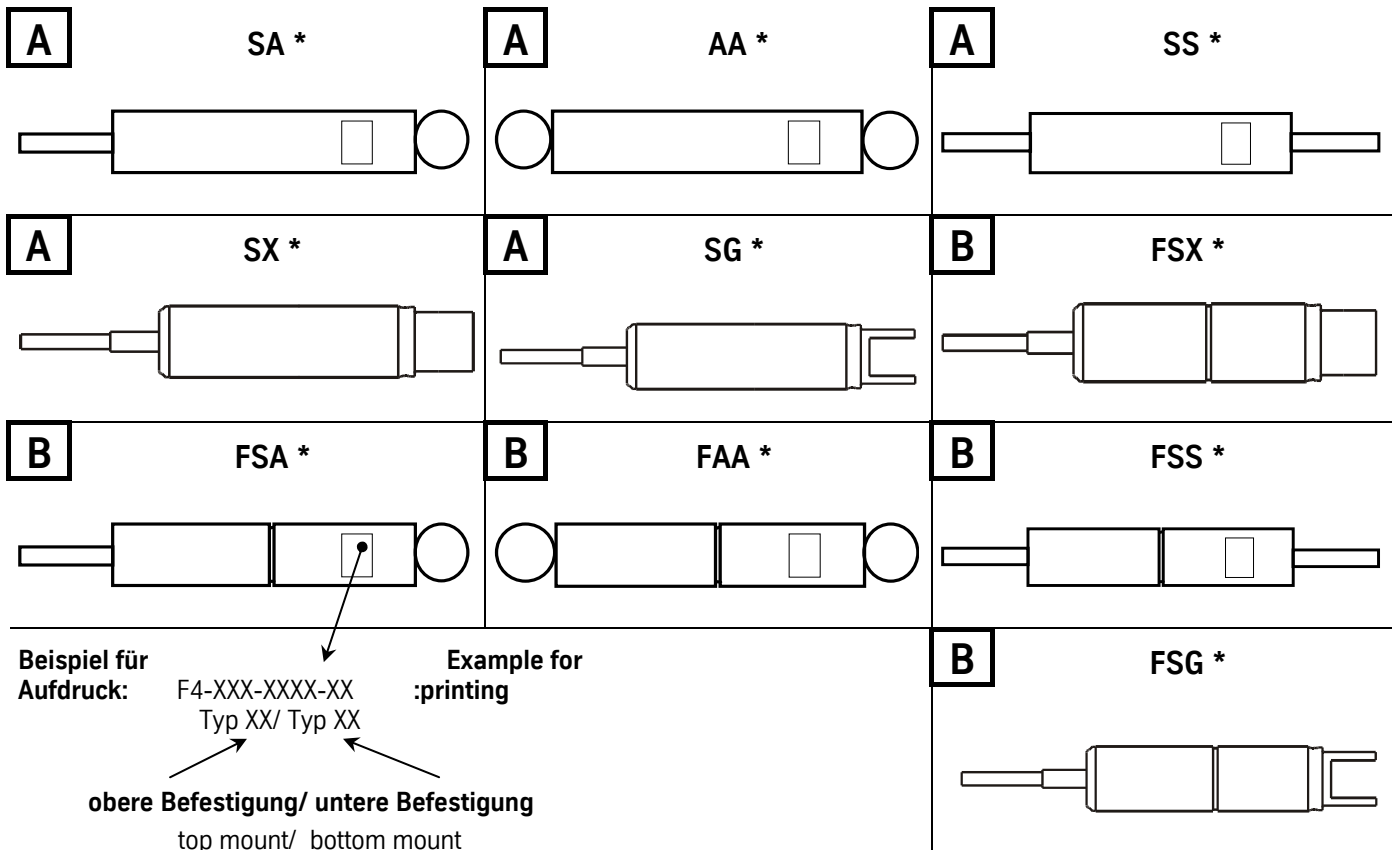 A SA *
A AA *
A SS *
A SX *
A SG *
B FSX *
B FSA *
B FAA *
B FSS *
Beispiel für
Aufdruck:
F4-XXX-XXXX-XX
Typ XX/ Typ XX
Example for
:printing
obere Befestigung/ untere Befestigung
top mount/ bottom mount
B FSG *